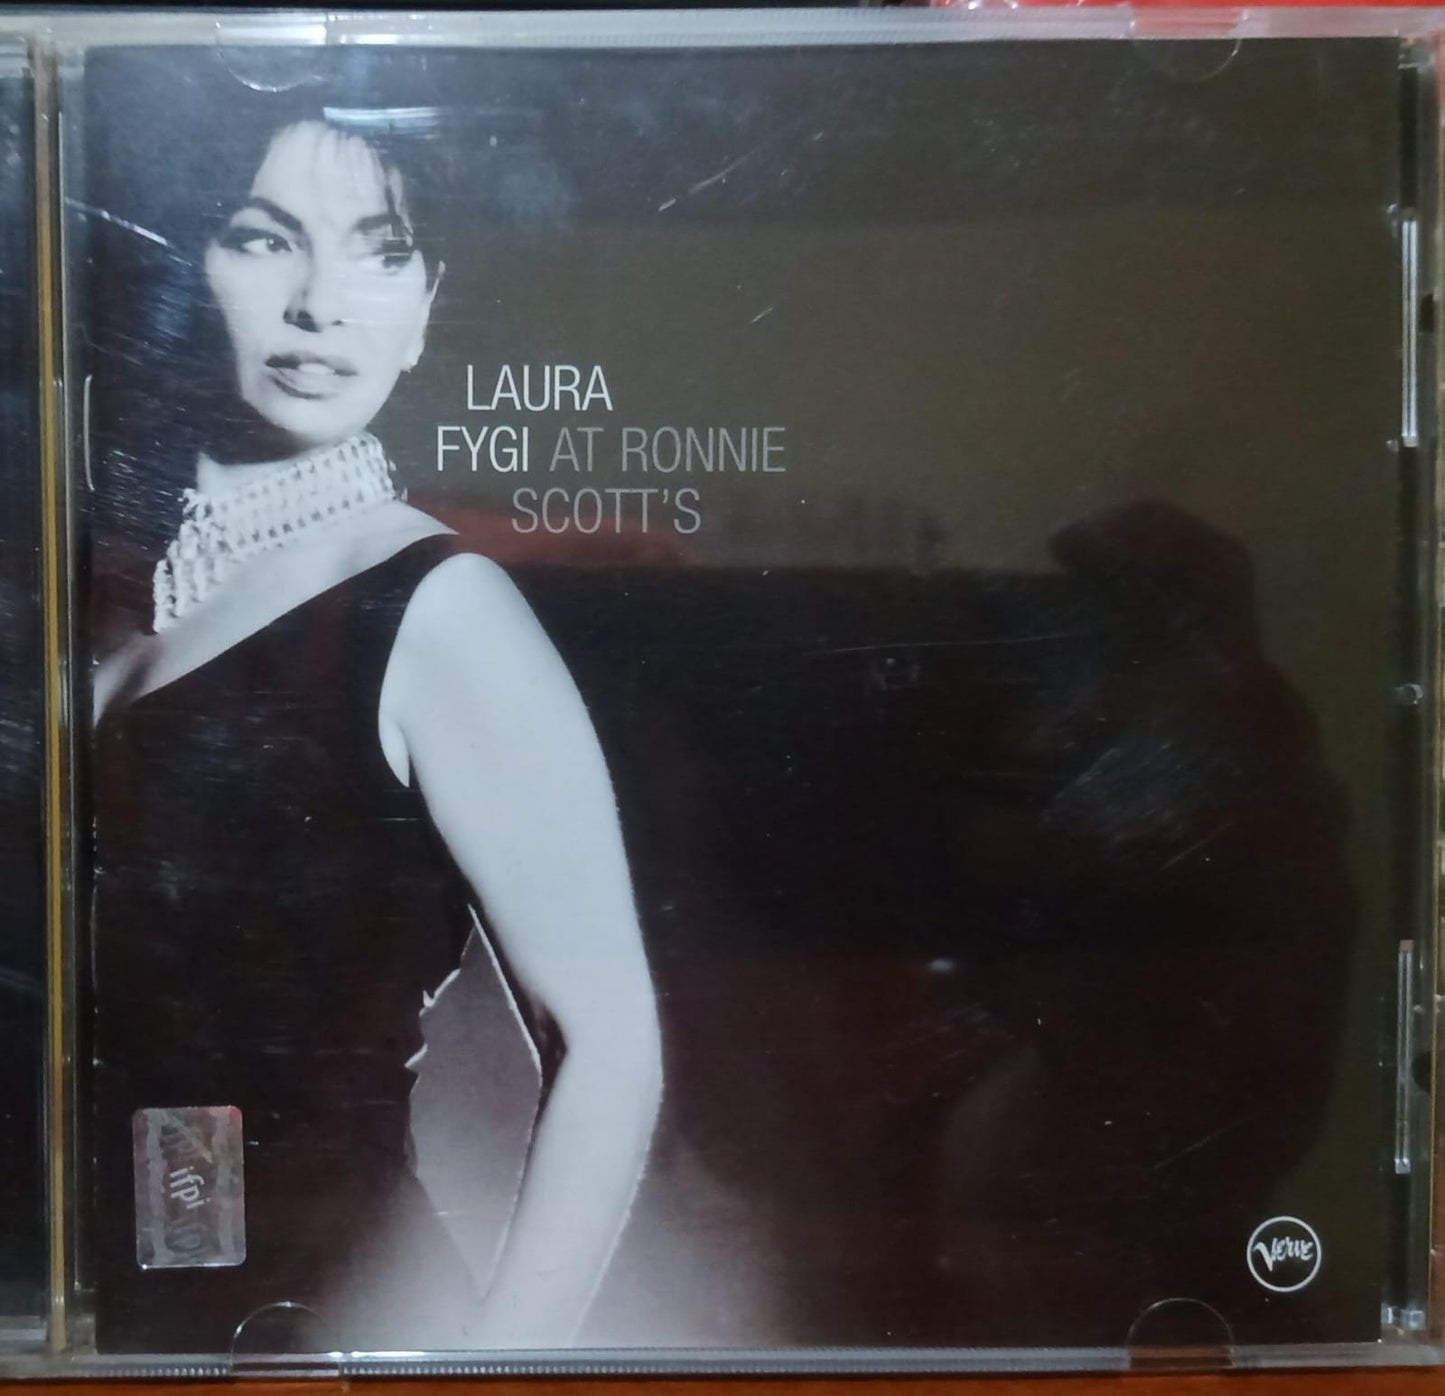 LAURA
FYGI AT RONNIE
SCOTT'S
ifpi
Verve